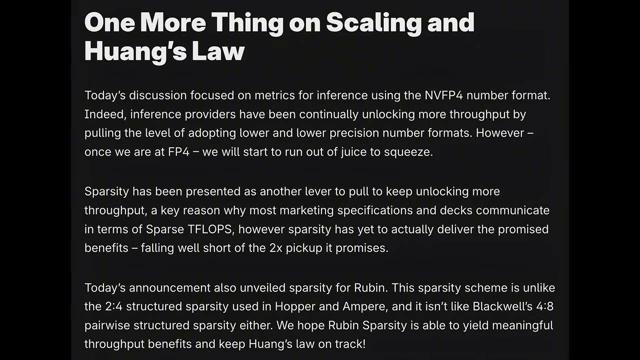 One More Thing on Scaling and
Huang's Law
Today's discussion focused on metrics for inference using the NVFP4 number format.
Indeed, inference providers have been continually unlocking more throughput by
pulling the level of adopting lower and lower precision number formats. However –
once we are at FP4 – we will start to run out of juice to squeeze.
Sparsity has been presented as another lever to pull to keep unlocking more
throughput, a key reason why most marketing specifications and decks communicate
in terms of Sparse TFLOPS, however sparsity has yet to actually deliver the promised
benefits – falling well short of the 2x pickup it promises.
Today's announcement also unveiled sparsity for Rubin. This sparsity scheme is unlike
the 2:4 structured sparsity used in Hopper and Ampere, and it isn't like Blackwell's 4:8
pairwise structured sparsity either. We hope Rubin Sparsity is able to yield meaningful
throughput benefits and keep Huang's law on track!